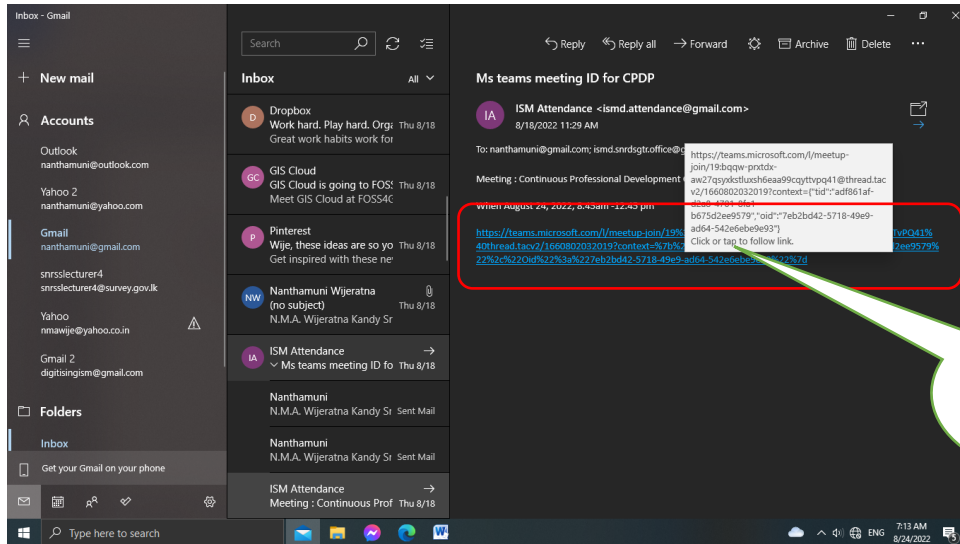 Inbox - Gmail
New mail
Accounts
Outlook
nanthamuni@outlook.com
Yahoo 2
nanthamuni@yahoo.com
Gmail
nanthamuni@gmail.com
snrsslecturer4
snrsslecturer4@survey.gov.lk
Yahoo
nmawije@yahoo.co.in
Gmail 2
digitisingism@gmail.com
Folders
Inbox
Get your Gmail on your phone
Search
Inbox
All
D
Dropbox
Work hard. Play hard. Orga Thu 8/18
Great work habits work for
GC
GIS Cloud
GIS Cloud is going to FOSS Thu 8/18
Meet GIS Cloud at FOSS4G
P
Pinterest
Wije, these ideas are so yo Thu 8/18
Get inspired with these nev
NW
Nanthamuni Wijeratna
(no subject) Thu 8/18
N.M.A. Wijeratna Kandy Sr
IA
ISM Attendance
Ms teams meeting ID fo Thu 8/18
Nanthamuni
N.M.A. Wijeratna Kandy Sr Sent Mail
Nanthamuni
N.M.A. Wijeratna Kandy Sr Sent Mail
ISM Attendance
Meeting : Continuous Prof Thu 8/18
Reply Reply all Forward Archive Delete
Ms teams meeting ID for CPDP
IA
ISM Attendance <ismd.attendance@gmail.com>
8/18/2022 11:29 AM
To: nanthamuni@gmail.com; ismd.snrdsgtr.office@g
Meeting : Continuous Professional Development
When August 24, 2022, 8.45am -12.45 pm
https://teams.microsoft.com/l/meetup-join/19% TvPQ41%
40thread.tacv2/1660802032019?context=%7b% 2ee9579%
22%2c%22Oid%22%3a%227eb2bd42-5718-49e9-ad64-542e6ebe9e93%22%7d
https://teams.microsoft.com/l/meetup-
join/19:bqqw-prxtdx-
aw27qsyxkstluxsh6eaa99cqyttvpq41@thread.tac
v2/1660802032019?context={"tid":"adf861af-
b675d2ee9579","oid":"7eb2bd42-5718-49e9-
ad64-542e6ebe9e93"}
Click or tap to follow link.
Type here to search
W
ENG
7:13 AM
8/24/2022
5